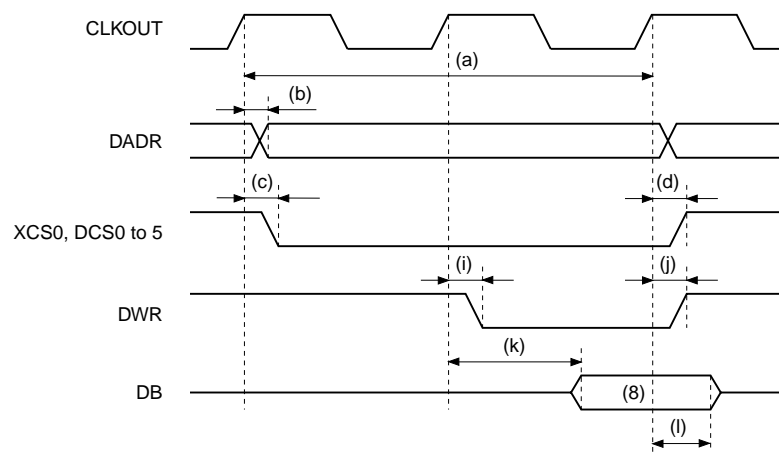 CLKOUT
(a)
(b)
DADR
(c)
(d)
XCS0, DCS0 to 5
(i)
(j)
DWR
(k)
DB
(8)
(l)